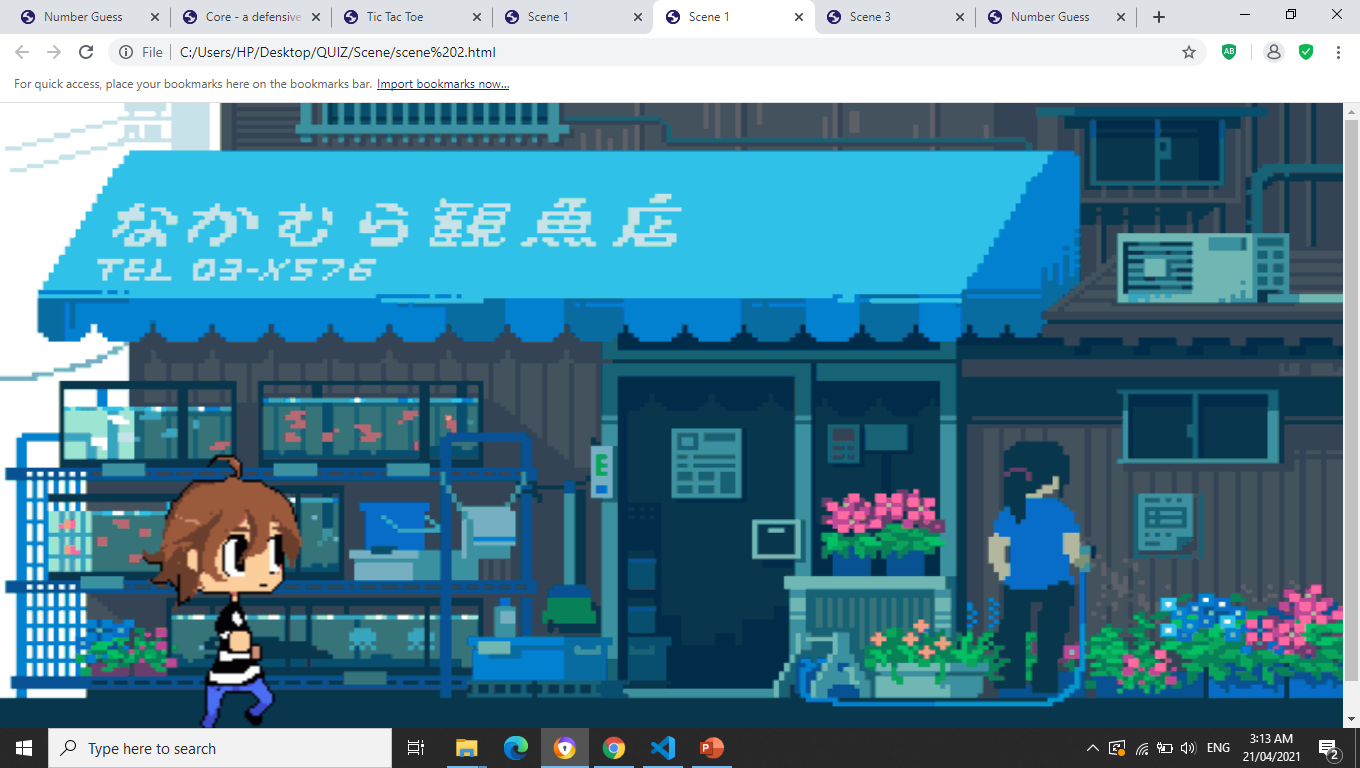 Number Guess
Core - a defensive
Tic Tac Toe
Scene 1
Scene 1
Scene 3
Number Guess
File
C:/Users/HP/Desktop/QUIZ/Scene/scene%202.html
AB
For quick access, place your bookmarks here on the bookmarks bar. Import bookmarks now...
なかむら観魚店
TEL 03-X576
E
Type here to search
ENG
3:13 AM
21/04/2021
2